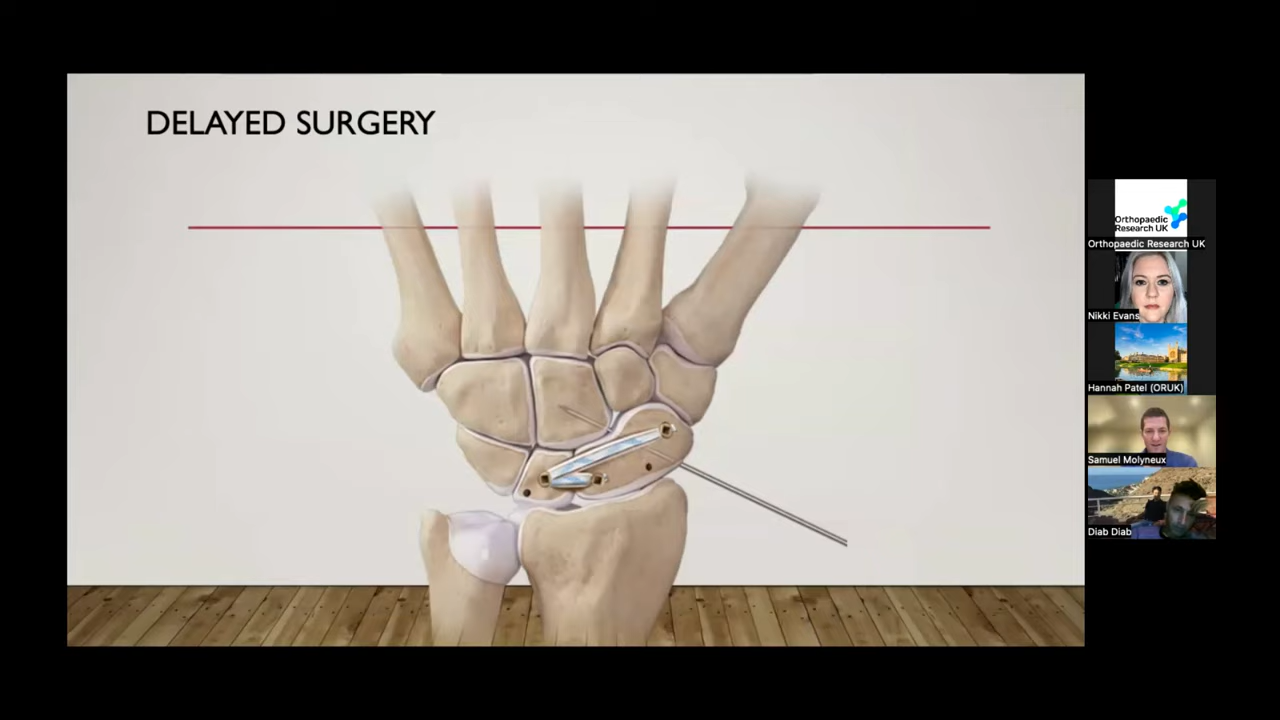 DELAYED SURGERY
Orthopaedic
Research UK
Orthopaedic Research UK
Nikki Evans
Hannah Patel (ORUK)
Samuel Molyneux
Diab Diab